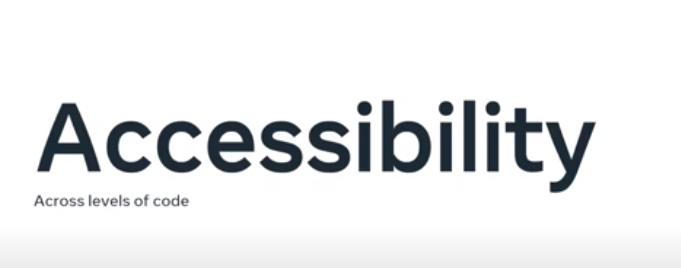 Accessibility
Across levels of code